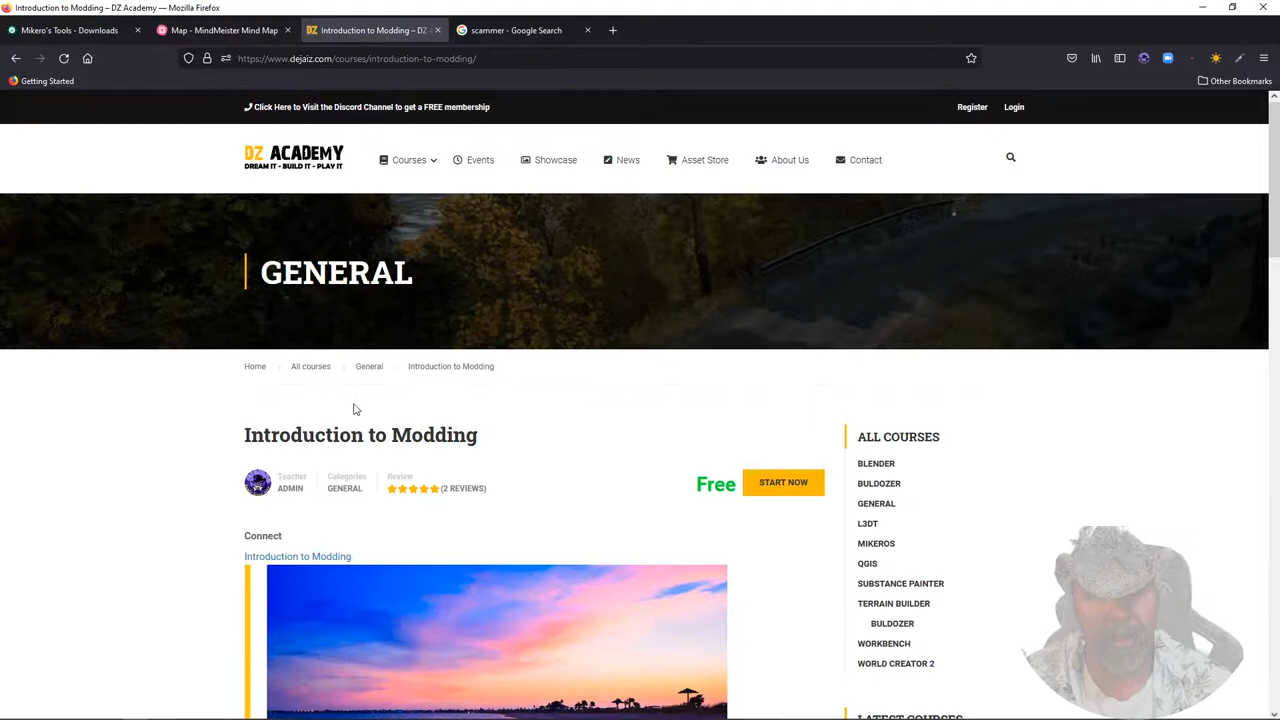 Introduction to Modding – DZ Academy — Mozilla Firefox
Mikero's Tools - Downloads
Map - MindMeister Mind Map
Introduction to Modding – DZ A
scammer - Google Search
https://www.dejaiz.com/courses/introduction-to-modding/
Getting Started
Other Bookmarks
Click Here to Visit the Discord Channel to get a FREE membership
Register
Login
DZ ACADEMY
DREAM IT - BUILD IT - PLAY IT
Courses
Events
Showcase
News
Asset Store
About Us
Contact
GENERAL
Home
All courses
General
Introduction to Modding
Introduction to Modding
Teacher
ADMIN
Categories
GENERAL
Review
(2 REVIEWS)
Free
START NOW
Connect
Introduction to Modding
ALL COURSES
BLENDER
BULDOZER
GENERAL
L3DT
MIKEROS
QGIS
SUBSTANCE PAINTER
TERRAIN BUILDER
BULDOZER
WORKBENCH
WORLD CREATOR 2
LATEST COURSES